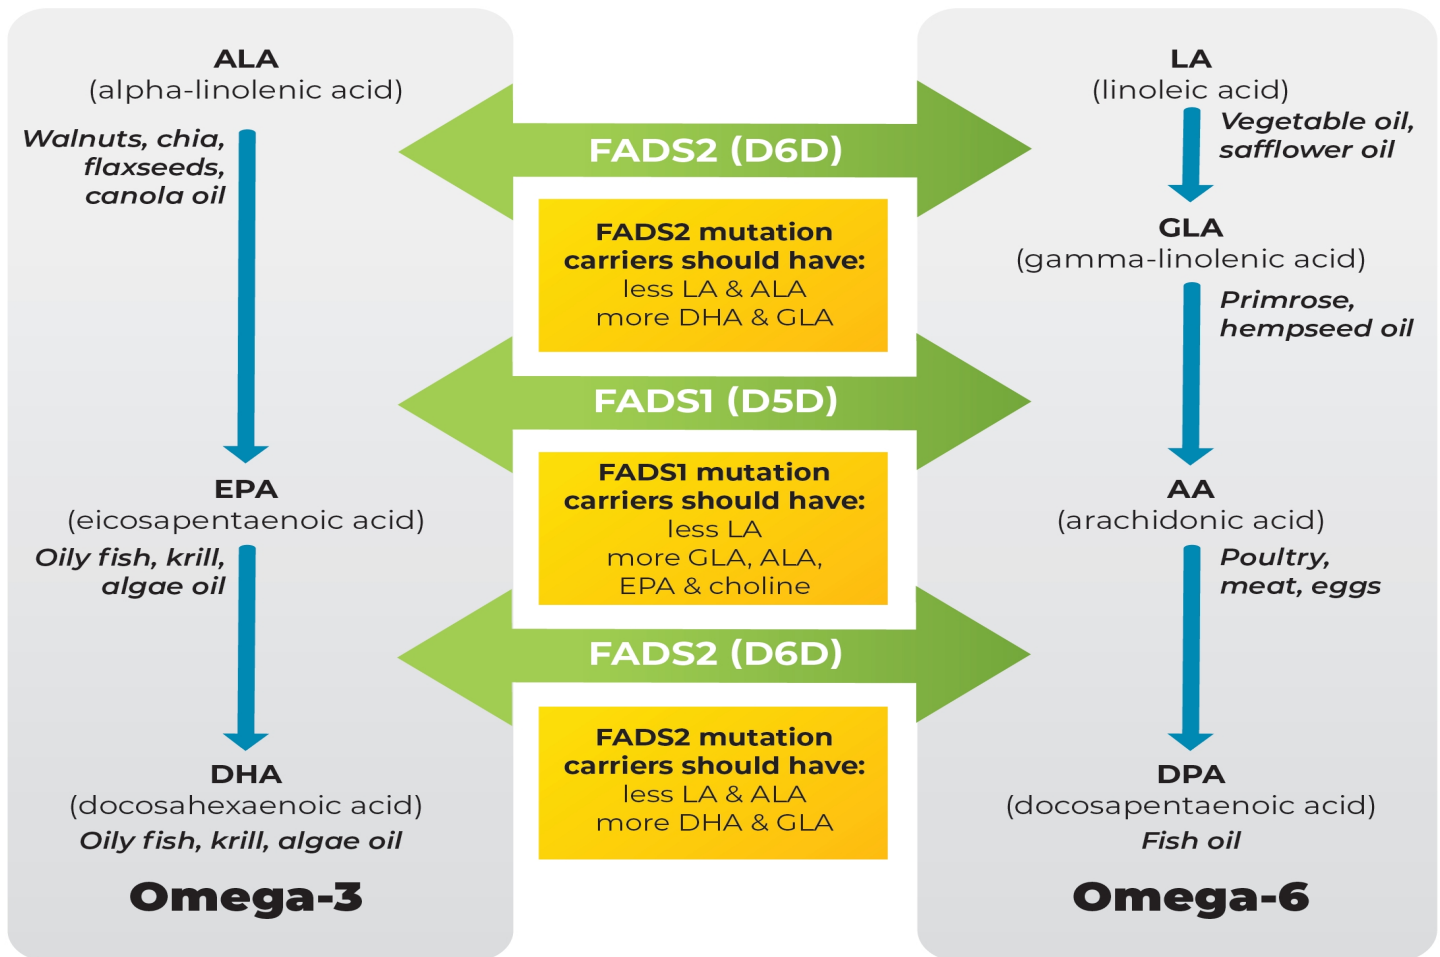 ALA
(alpha-linolenic acid)
Walnuts, chia,
flaxseeds,
canola oil
EPA
(eicosapentaenoic acid)
Oily fish, krill,
algae oil
DHA
(docosahexaenoic acid)
Oily fish, krill, algae oil
Omega-3
FADS2 (D6D)
FADS2 mutation
carriers should have:
less LA & ALA
more DHA & GLA
FADS1 (D5D)
FADS1 mutation
carriers should have:
less LA
more GLA, ALA,
EPA & choline
FADS2 (D6D)
FADS2 mutation
carriers should have:
less LA & ALA
more DHA & GLA
LA
(linoleic acid)
Vegetable oil,
safflower oil
GLA
(gamma-linolenic acid)
Primrose,
hempseed oil
AA
(arachidonic acid)
Poultry,
meat, eggs
DPA
(docosapentaenoic acid)
Fish oil
Omega-6